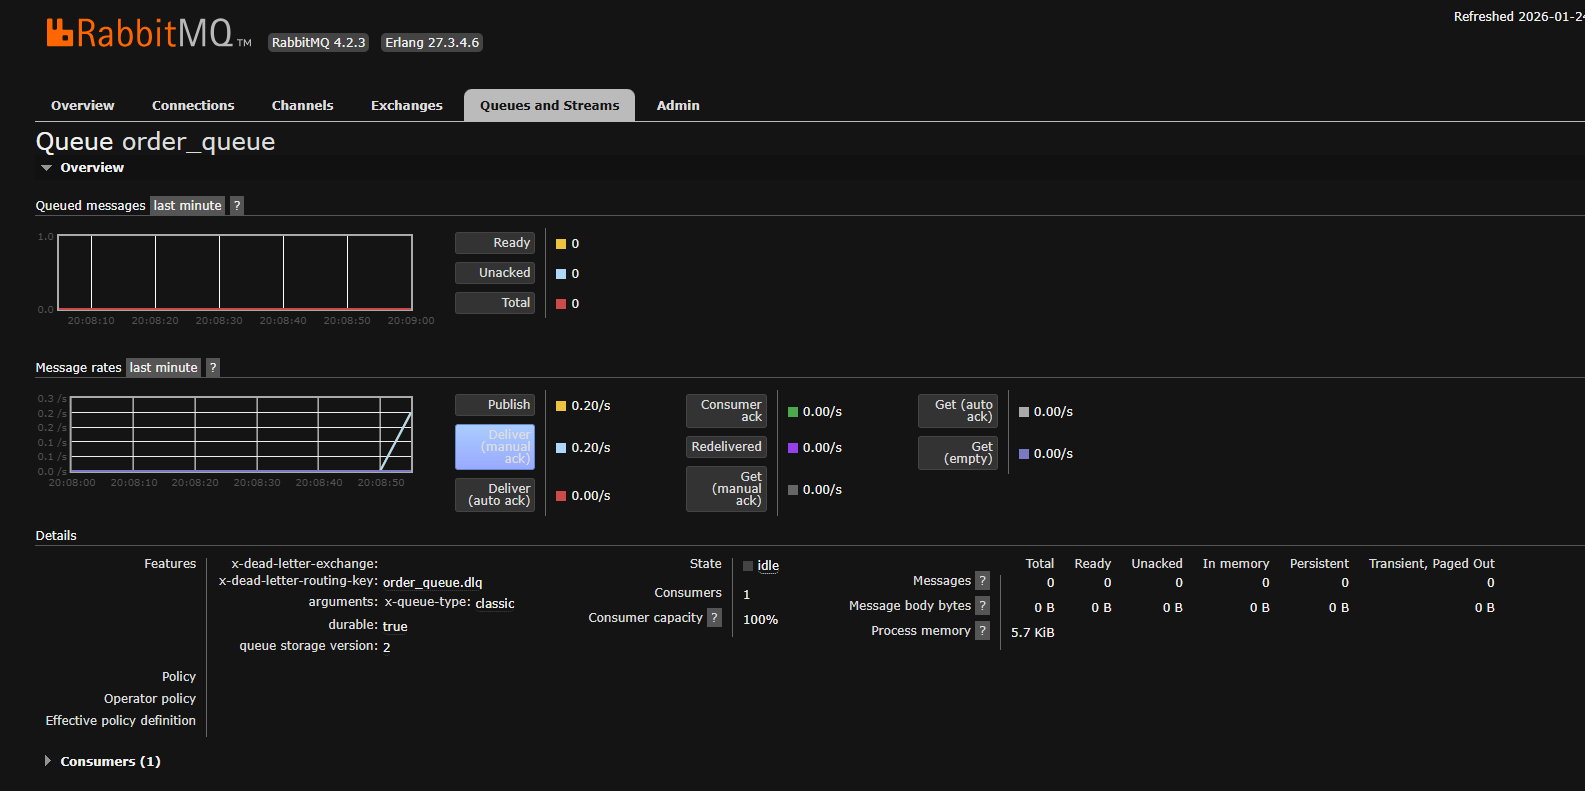 Refreshed 2026-01-24
RabbitMQ TM RabbitMQ 4.2.3 Erlang 27.3.4.6
Overview Connections Channels Exchanges Queues and Streams Admin
Queue order_queue
Overview
Queued messages last minute ?
1.0
0.0
20:08:10 20:08:20 20:08:30 20:08:40 20:08:50 20:09:00
Ready 0
Unacked 0
Total 0
Message rates last minute ?
0.3 /s
0.2 /s
0.2 /s
0.1 /s
0.1 /s
0.0 /s
20:08:00 20:08:10 20:08:20 20:08:30 20:08:40 20:08:50
Publish 0.20/s
Deliver
(manual
ack) 0.20/s
Deliver
(auto ack) 0.00/s
Consumer
ack 0.00/s
Redelivered 0.00/s
Get
(manual
ack) 0.00/s
Get (auto
ack) 0.00/s
Get
(empty) 0.00/s
Details
Features
x-dead-letter-exchange:
x-dead-letter-routing-key: order_queue.dlq
arguments: x-queue-type: classic
durable: true
queue storage version: 2
Policy
Operator policy
Effective policy definition
State idle
Consumers 1
Consumer capacity ? 100%
Total Ready Unacked In memory Persistent Transient, Paged Out
Messages ? 0 0 0 0 0 0
Message body bytes ? 0 B 0 B 0 B 0 B 0 B 0 B
Process memory ? 5.7 KiB
Consumers (1)